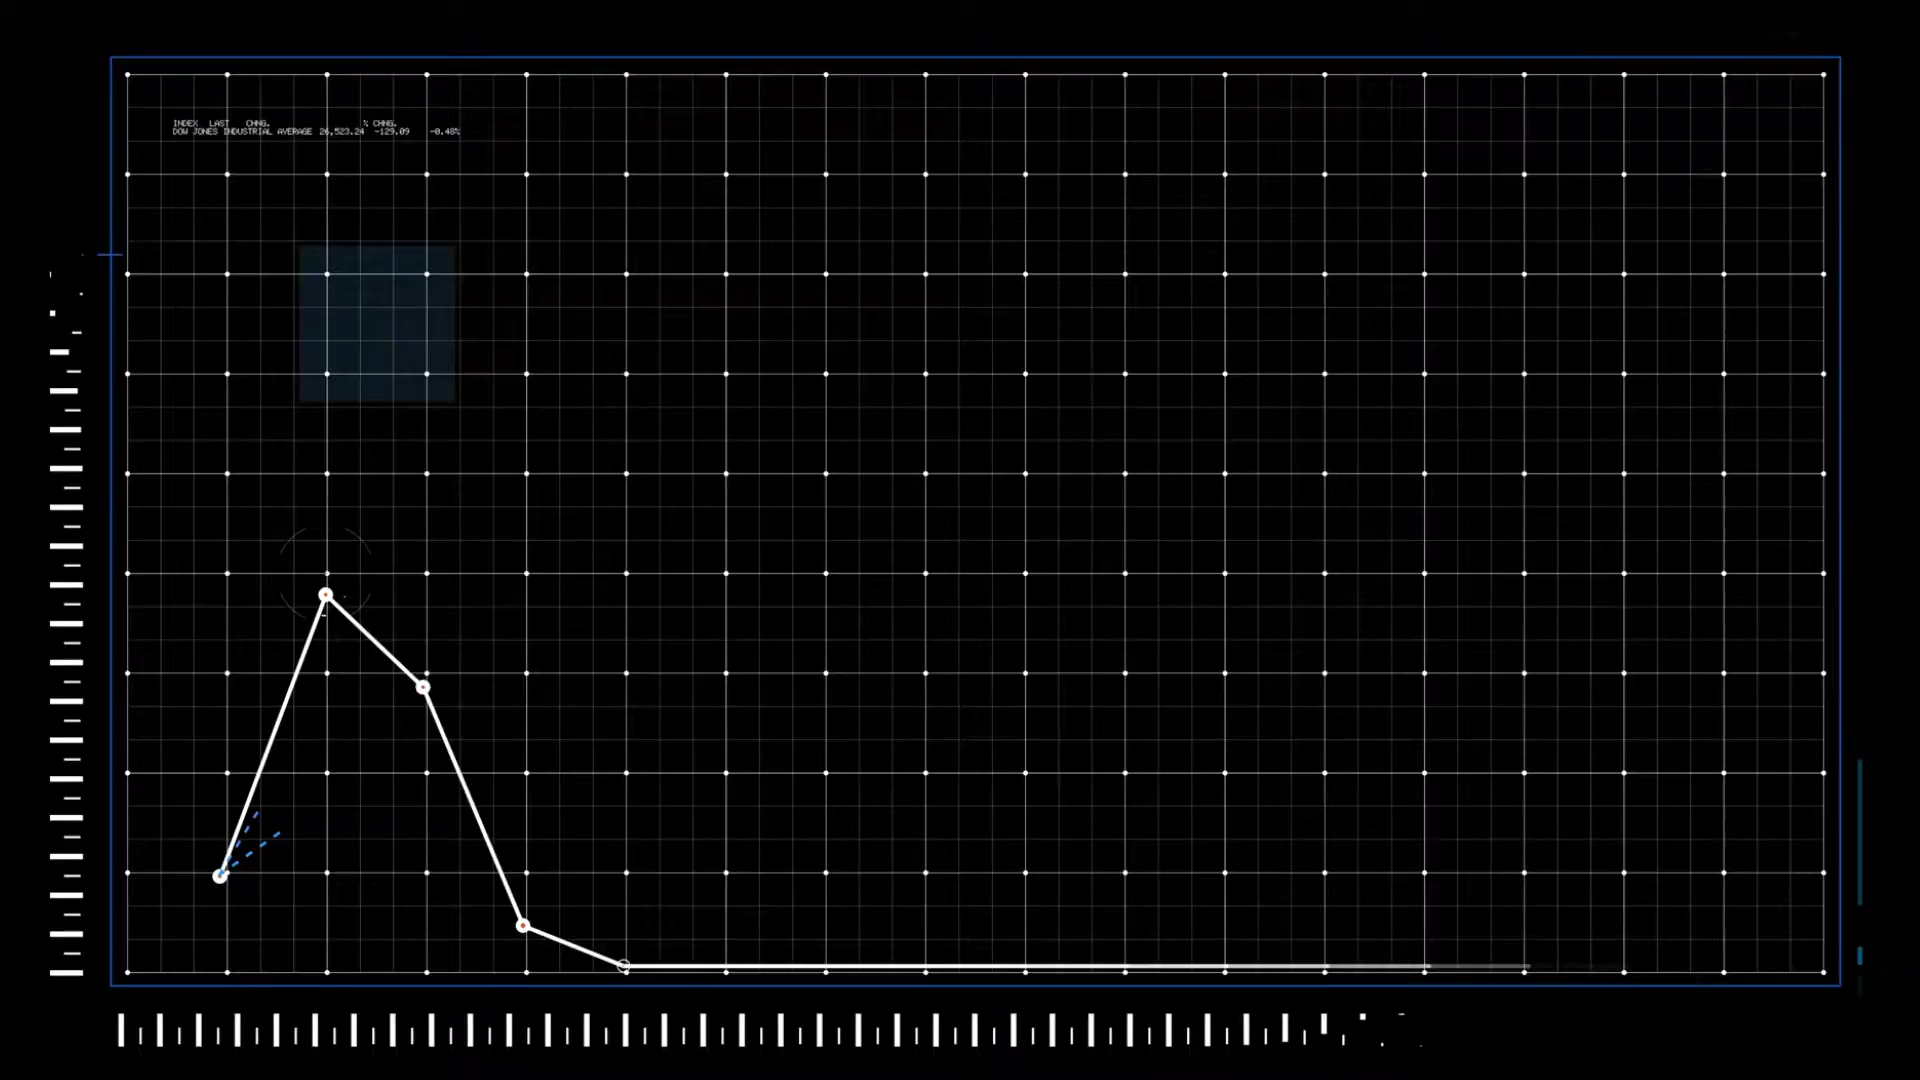 INDEX LAST CHNG. % CHNG.
DOW JONES INDUSTRIAL AVERAGE 26,523.24 -129.09 -0.48%